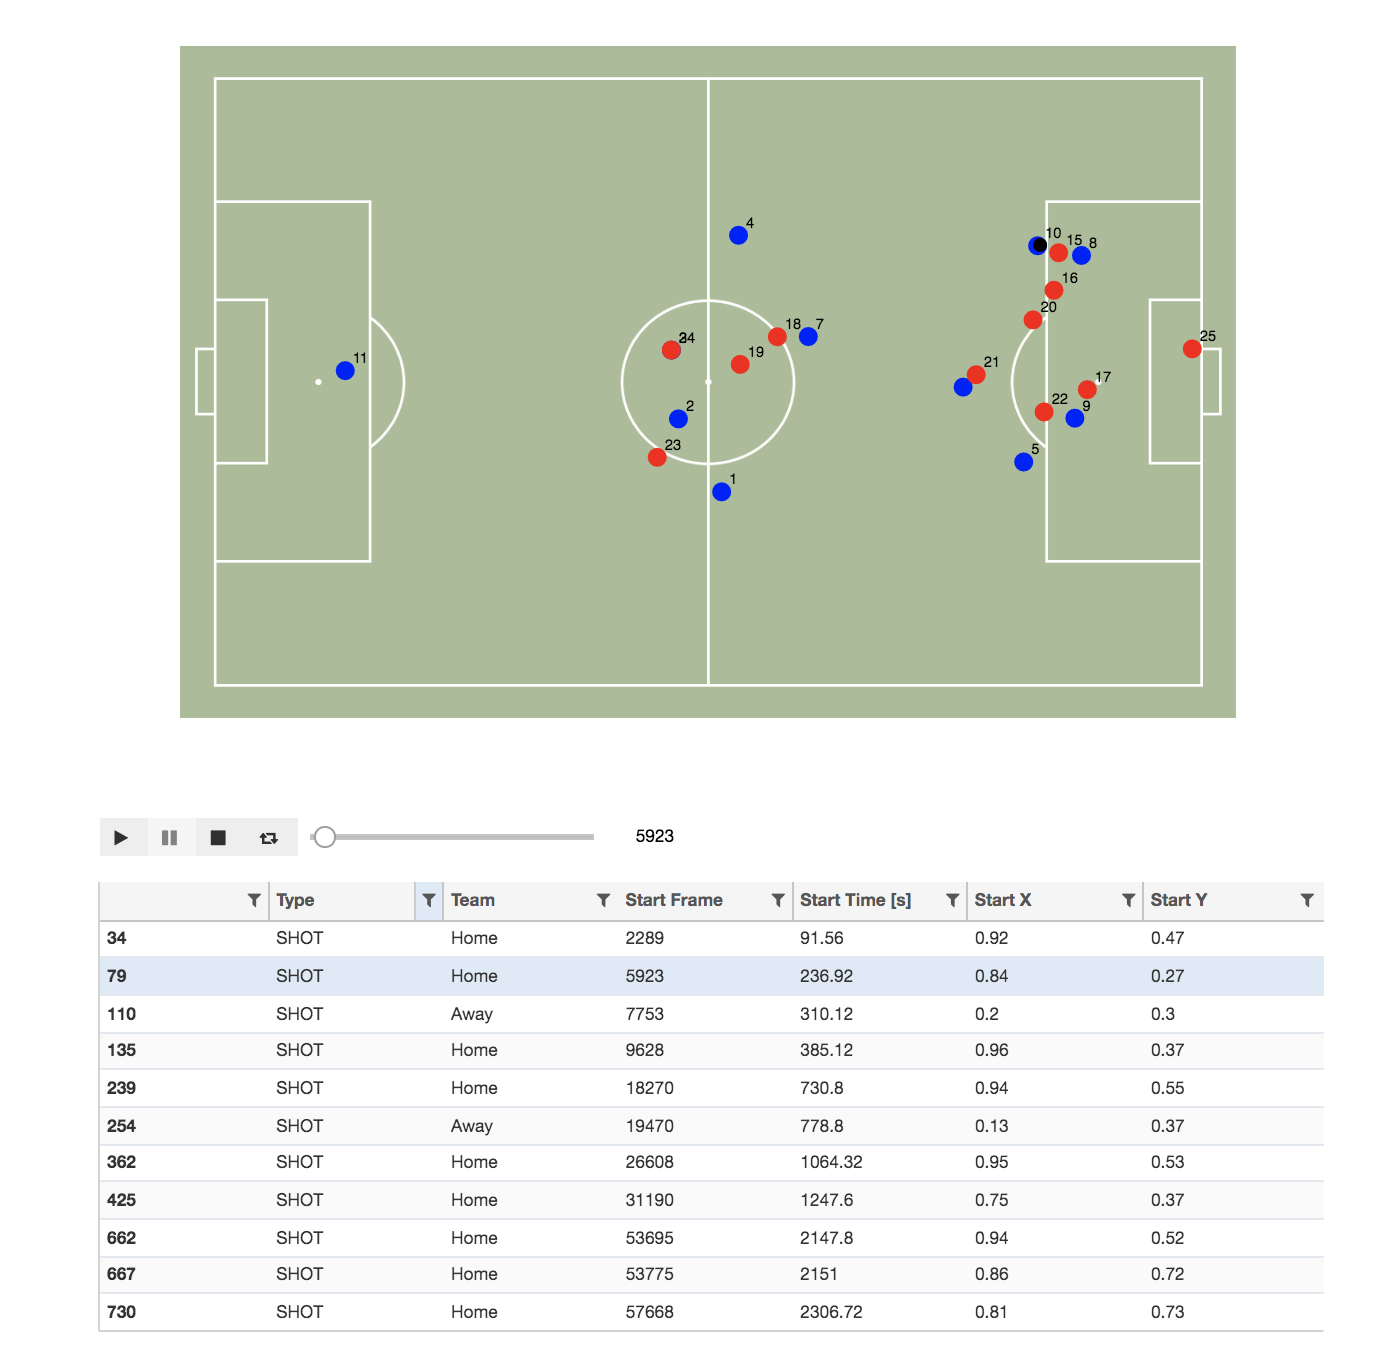 4
10
15
8
16
20
18
7
25
24
19
11
21
17
2
22
9
23
5
1
5923
Type Team Start Frame Start Time [s] Start X Start Y
34 SHOT Home 2289 91.56 0.92 0.47
79 SHOT Home 5923 236.92 0.84 0.27
110 SHOT Away 7753 310.12 0.2 0.3
135 SHOT Home 9628 385.12 0.96 0.37
239 SHOT Home 18270 730.8 0.94 0.55
254 SHOT Away 19470 778.8 0.13 0.37
362 SHOT Home 26608 1064.32 0.95 0.53
425 SHOT Home 31190 1247.6 0.75 0.37
662 SHOT Home 53695 2147.8 0.94 0.52
667 SHOT Home 53775 2151 0.86 0.72
730 SHOT Home 57668 2306.72 0.81 0.73